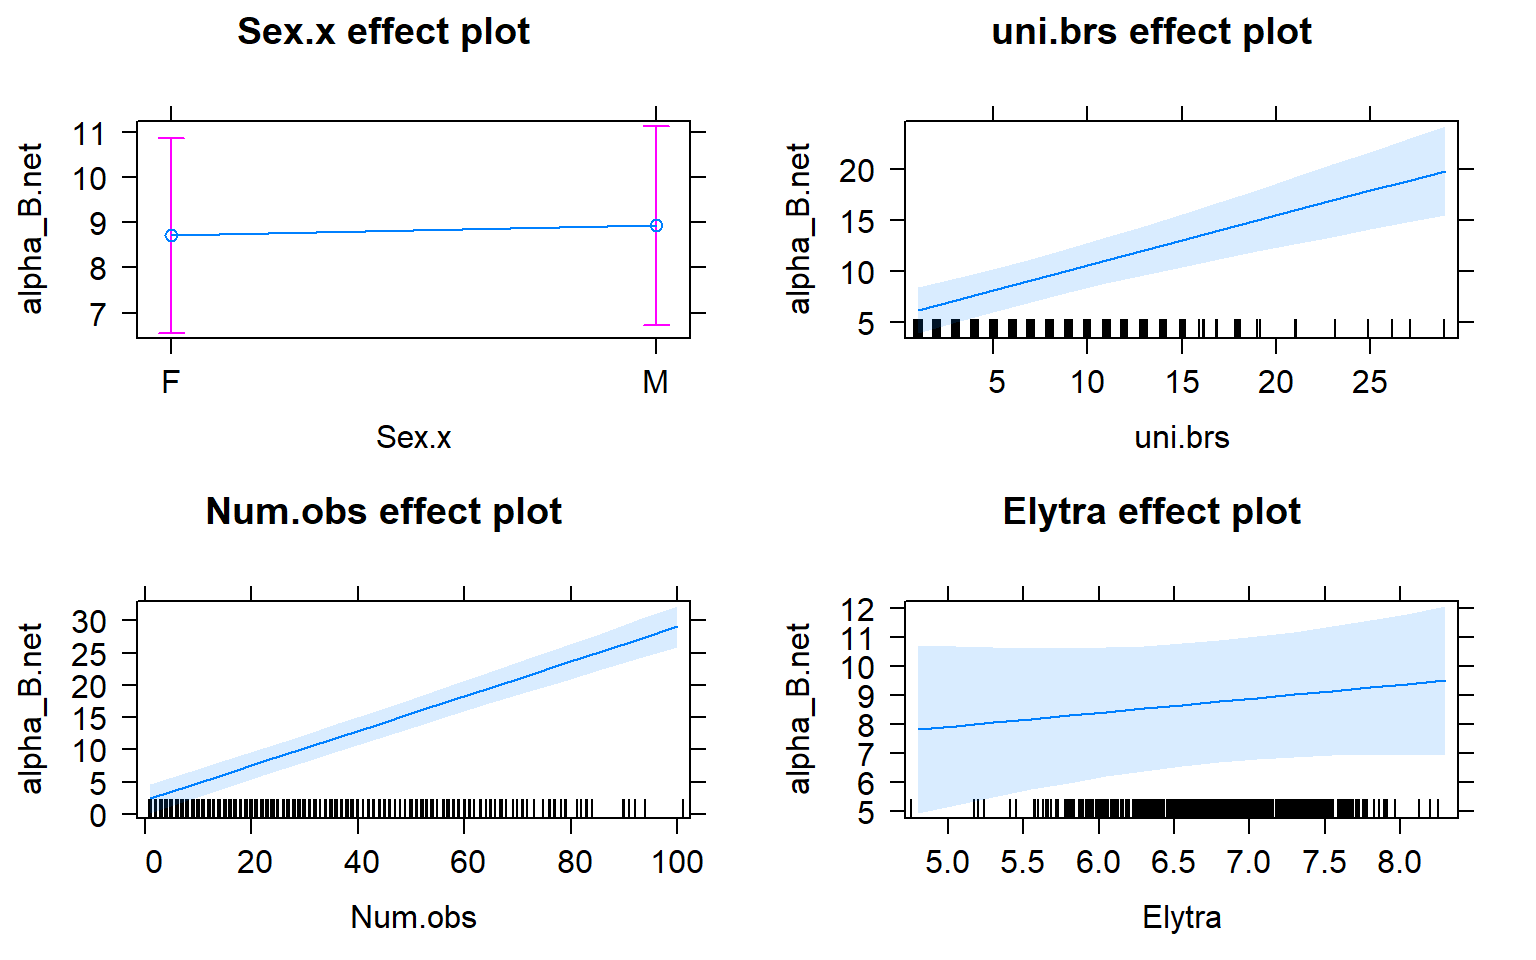 Sex.x effect plot
alpha_B.net
11
10
9
8
7
F M
Sex.x
uni.brs effect plot
alpha_B.net
20
15
10
5
5 10 15 20 25
uni.brs
Num.obs effect plot
alpha_B.net
30
25
20
15
10
5
0
0 20 40 60 80 100
Num.obs
Elytra effect plot
alpha_B.net
12
11
10
9
8
7
6
5
5.0 5.5 6.0 6.5 7.0 7.5 8.0
Elytra